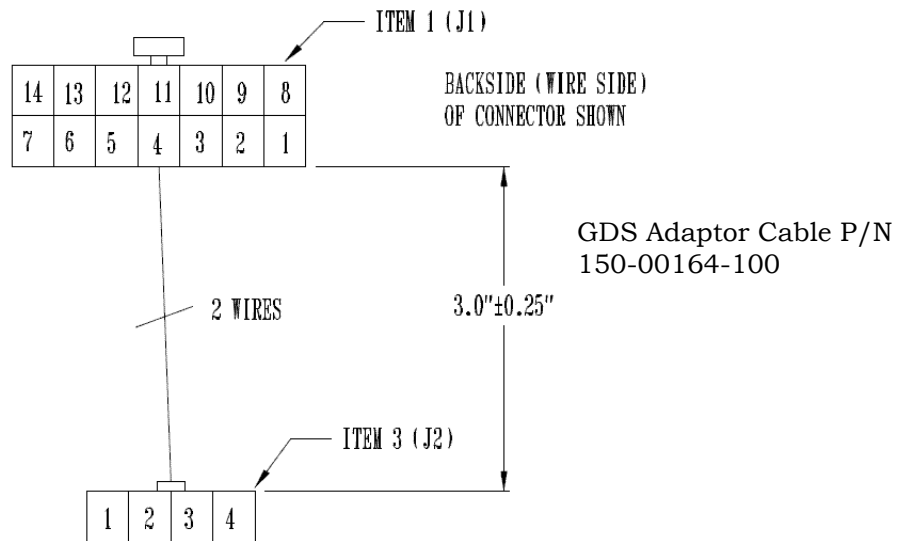 ITEM 1 (J1)
BACKSIDE (WIRE SIDE)
OF CONNECTOR SHOWN
14 13 12 11 10 9 8
7 6 5 4 3 2 1
GDS Adaptor Cable P/N
150-00164-100
2 WIRES
3.0"±0.25"
ITEM 3 (J2)
1 2 3 4